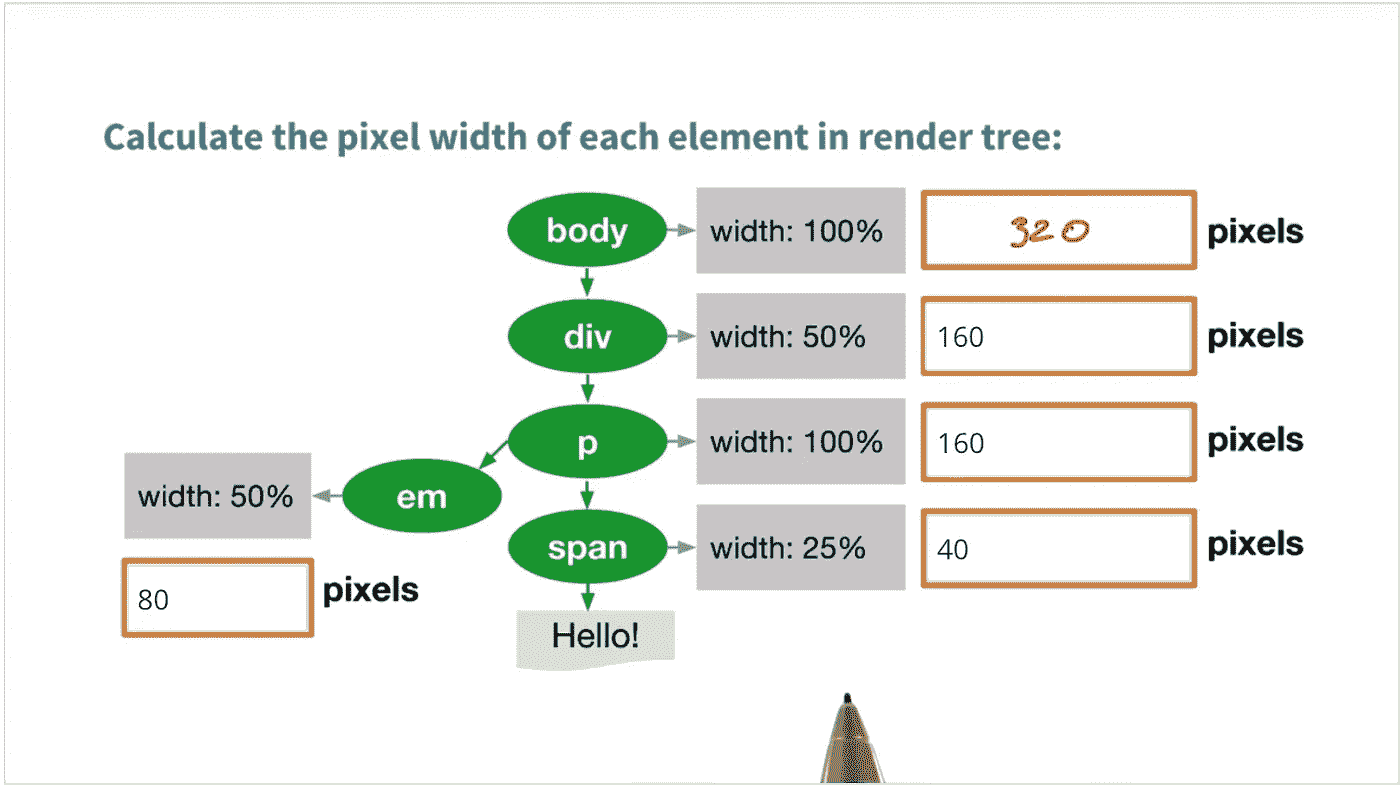 Calculate the pixel width of each element in render tree:
body width: 100% 320 pixels
div width: 50% 160 pixels
p width: 100% 160 pixels
width: 50% em
span width: 25% 40 pixels
80 pixels
Hello!